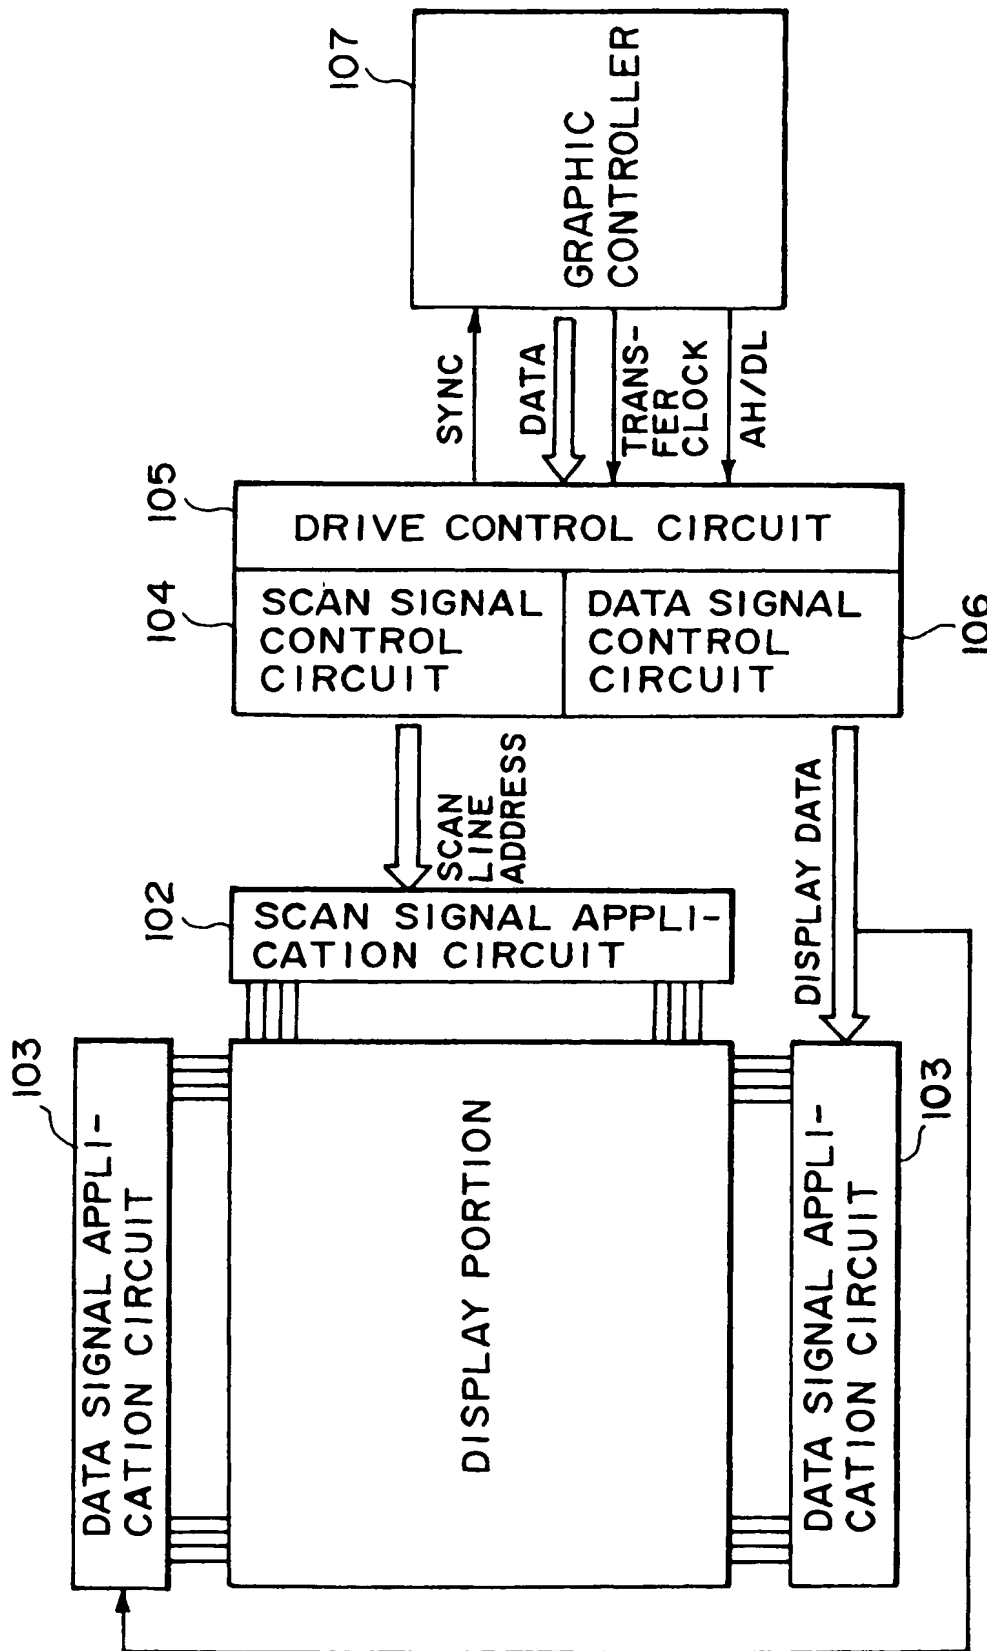 103
DATA SIGNAL APPLI-
CATION CIRCUIT
DISPLAY PORTION
DATA SIGNAL APPLI-
CATION CIRCUIT
103
102
SCAN SIGNAL APPLI-
CATION CIRCUIT
SCAN
LINE
ADDRESS
DISPLAY DATA
104
SCAN SIGNAL
CONTROL
CIRCUIT
DATA SIGNAL
CONTROL
CIRCUIT
106
105
DRIVE CONTROL CIRCUIT
SYNC
DATA
TRANS-
FER
CLOCK
AH/DL
107
GRAPHIC
CONTROLLER